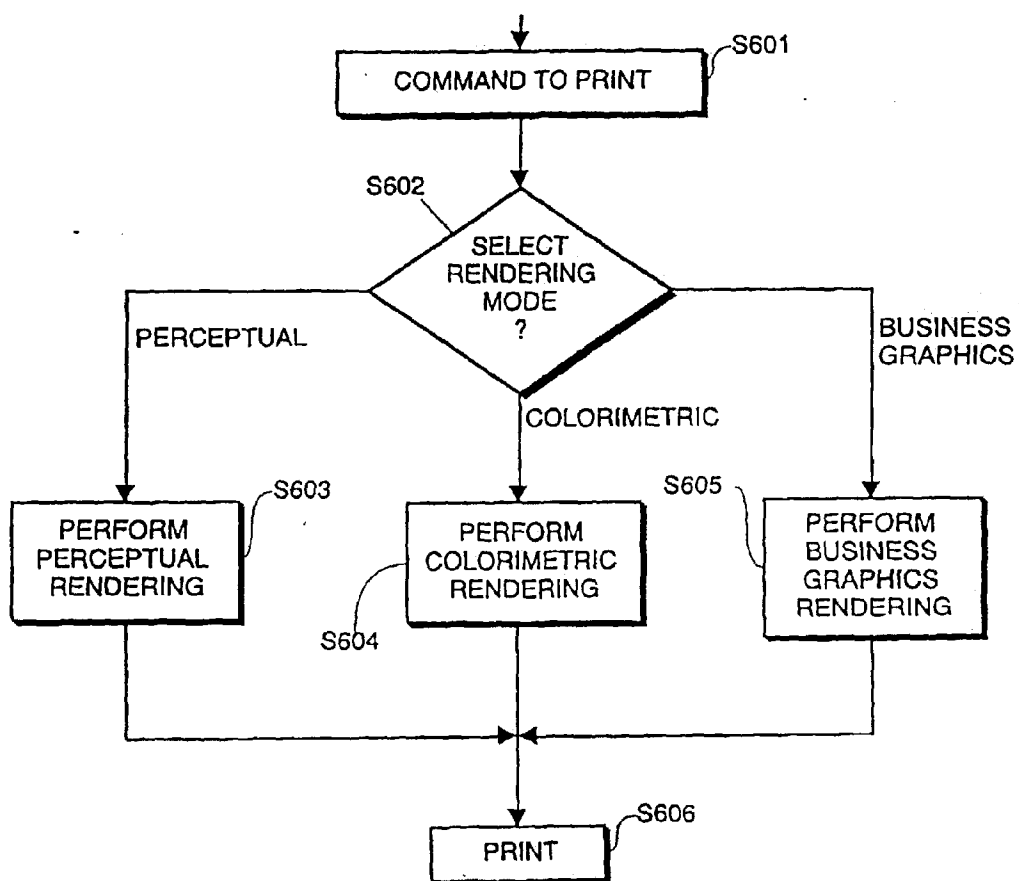 S601
COMMAND TO PRINT
S602
SELECT
RENDERING
MODE
?
PERCEPTUAL
BUSINESS
GRAPHICS
COLORIMETRIC
S603
PERFORM
PERCEPTUAL
RENDERING
S604
PERFORM
COLORIMETRIC
RENDERING
S605
PERFORM
BUSINESS
GRAPHICS
RENDERING
S606
PRINT